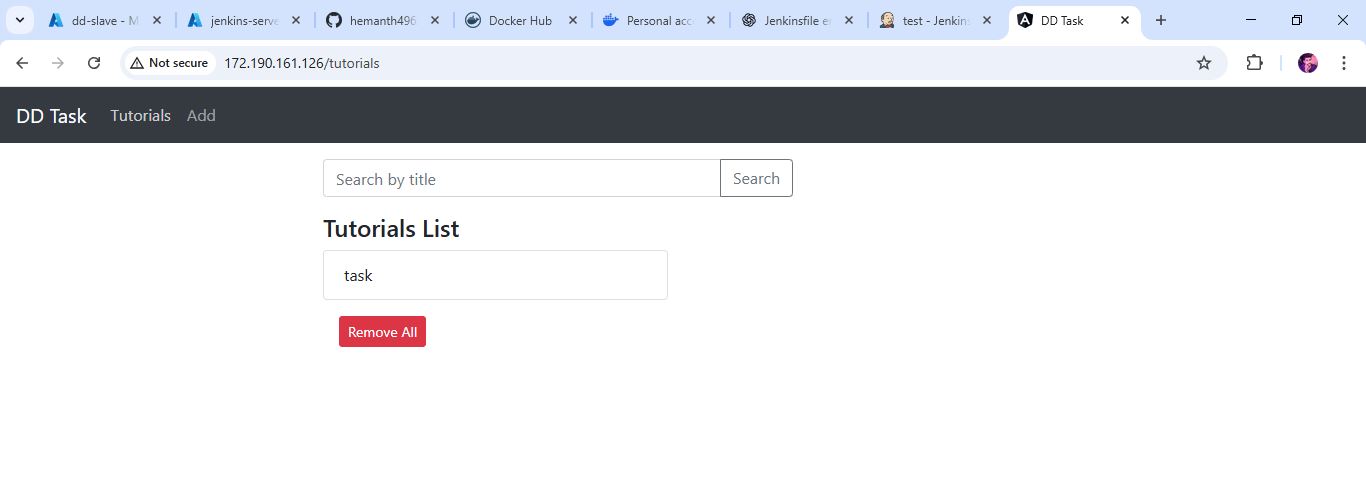 dd-slave - M
jenkins-serve
hemanth496
Docker Hub
Personal acc
Jenkinsfile er
test - Jenkins
DD Task
Not secure
172.190.161.126/tutorials
DD Task
Tutorials
Add
Search by title
Search
Tutorials List
task
Remove All